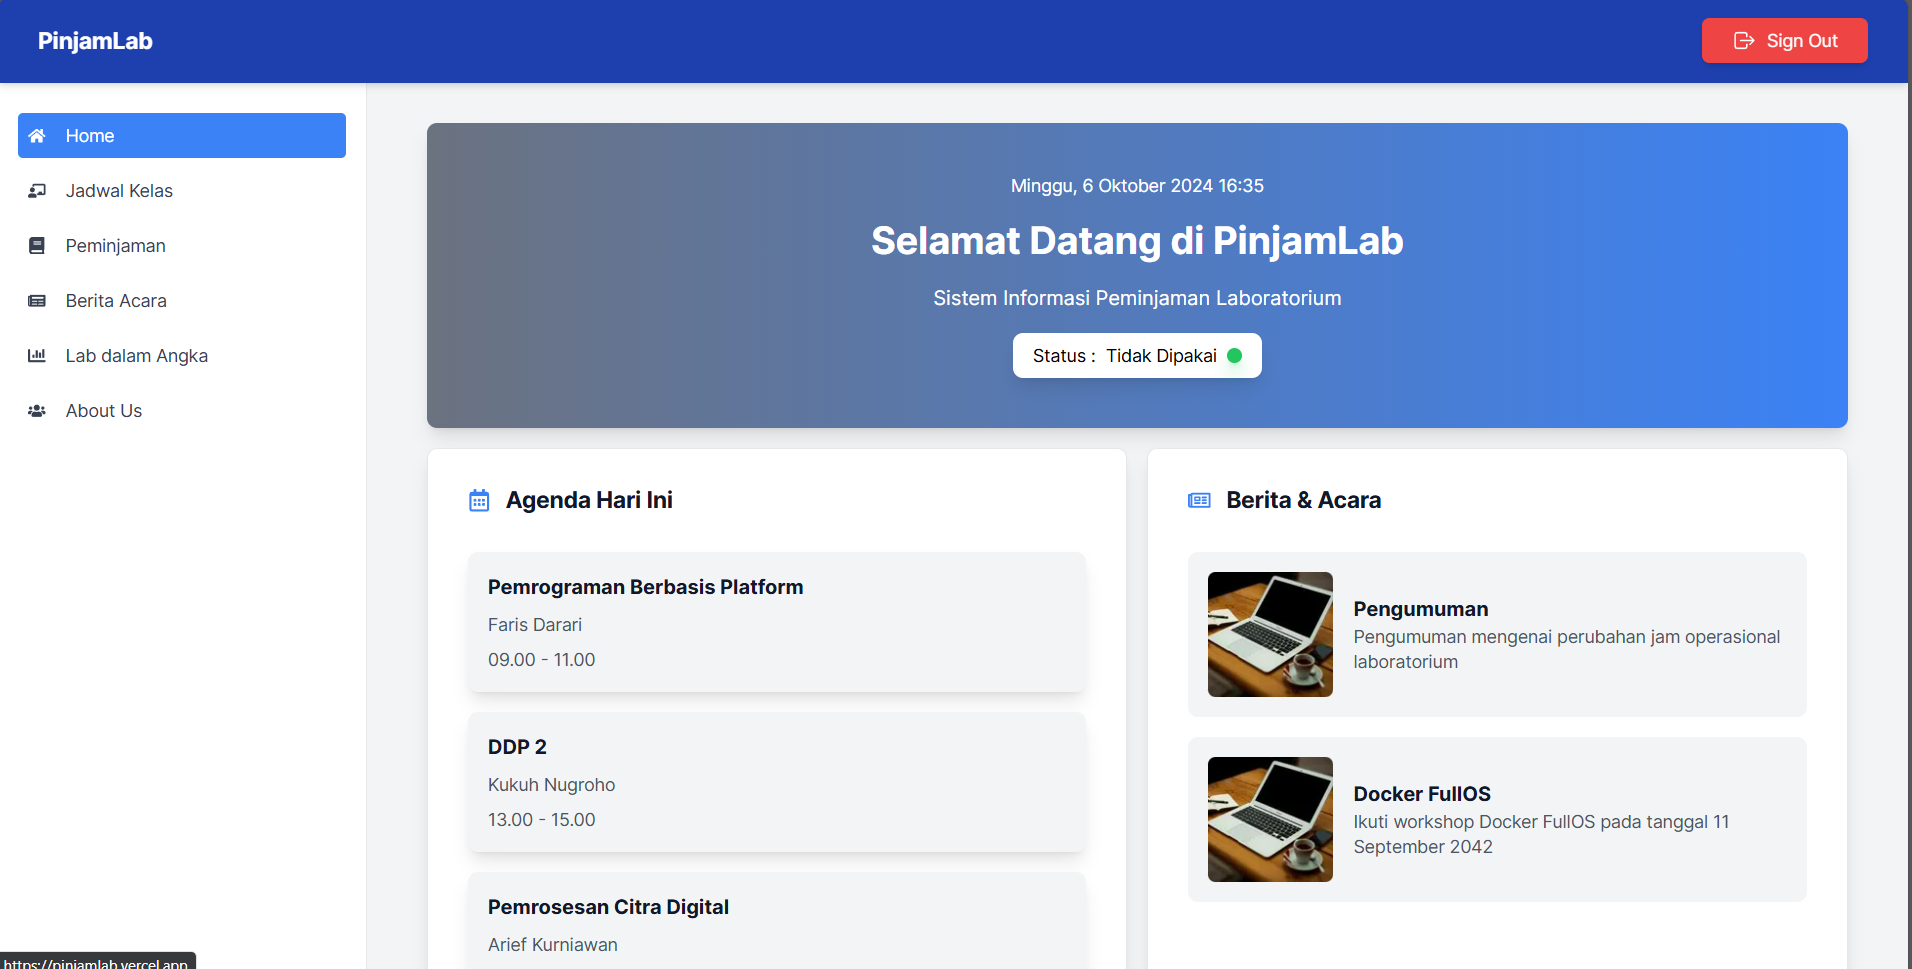 PinjamLab
Sign Out
Home
Jadwal Kelas
Peminjaman
Berita Acara
Lab dalam Angka
About Us
Minggu, 6 Oktober 2024 16:35
Selamat Datang di PinjamLab
Sistem Informasi Peminjaman Laboratorium
Status : Tidak Dipakai
Agenda Hari Ini
Pemrograman Berbasis Platform
Faris Darari
09.00 - 11.00
DDP 2
Kukuh Nugroho
13.00 - 15.00
Pemrosesan Citra Digital
Arief Kurniawan
Berita & Acara
Pengumuman
Pengumuman mengenai perubahan jam operasional
laboratorium
Docker FullOS
Ikuti workshop Docker FullOS pada tanggal 11
September 2042
https://pinjamlab.vercel.app